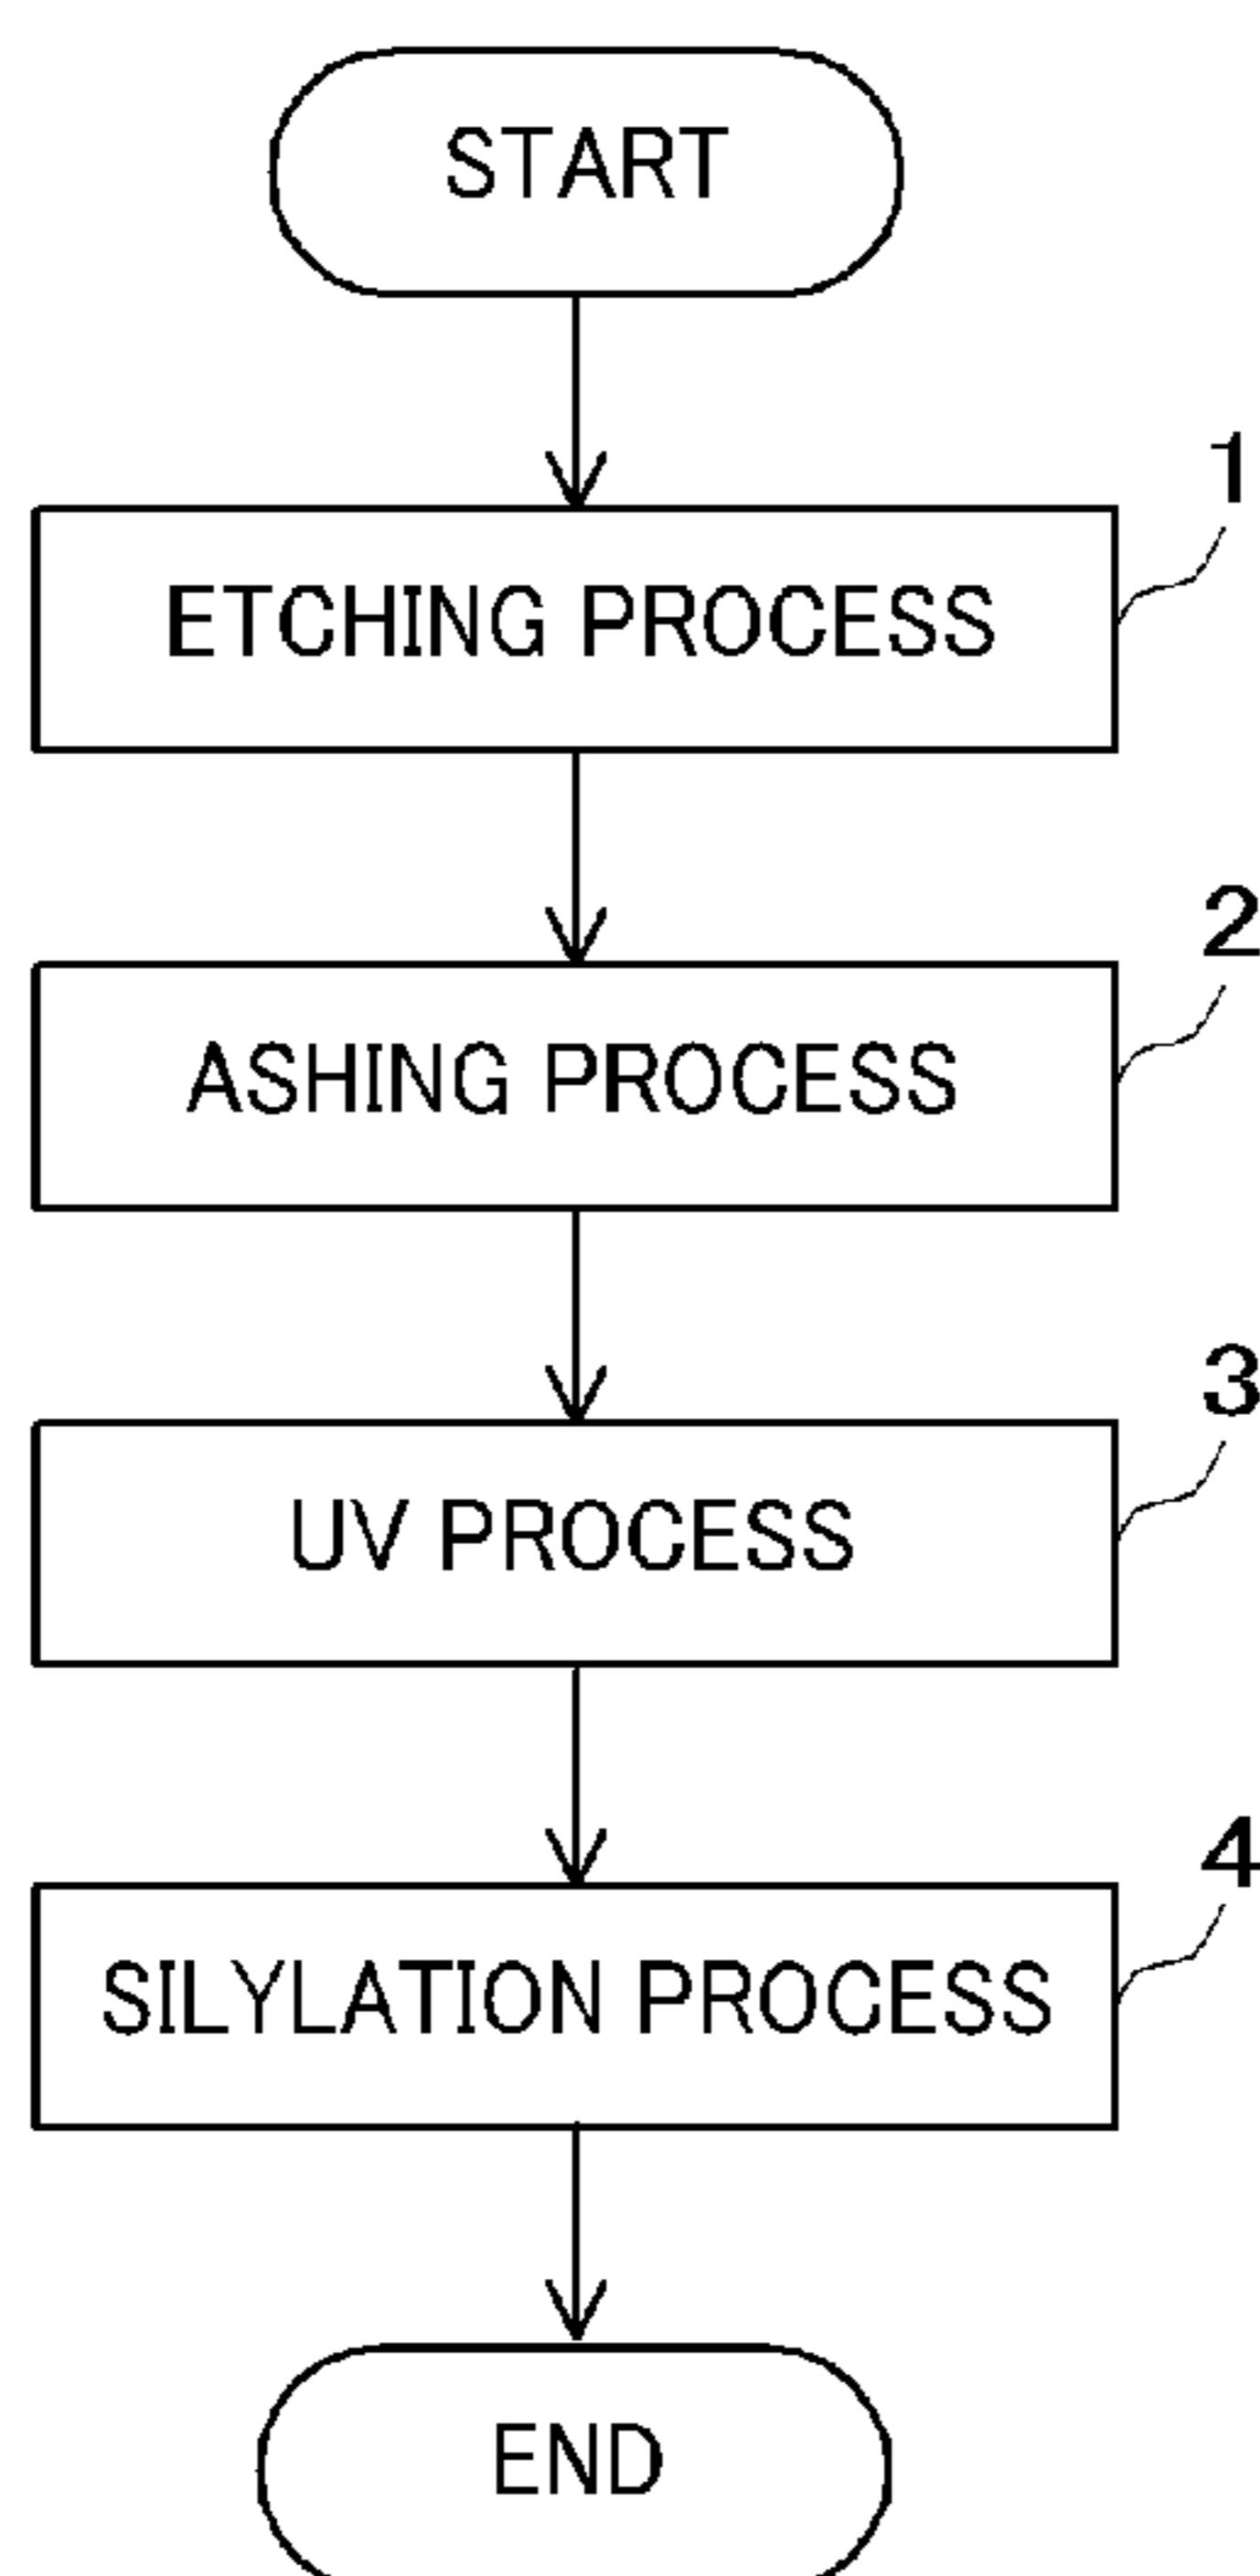 START
1
ETCHING PROCESS
2
ASHING PROCESS
3
UV PROCESS
4
SILYLATION PROCESS
END